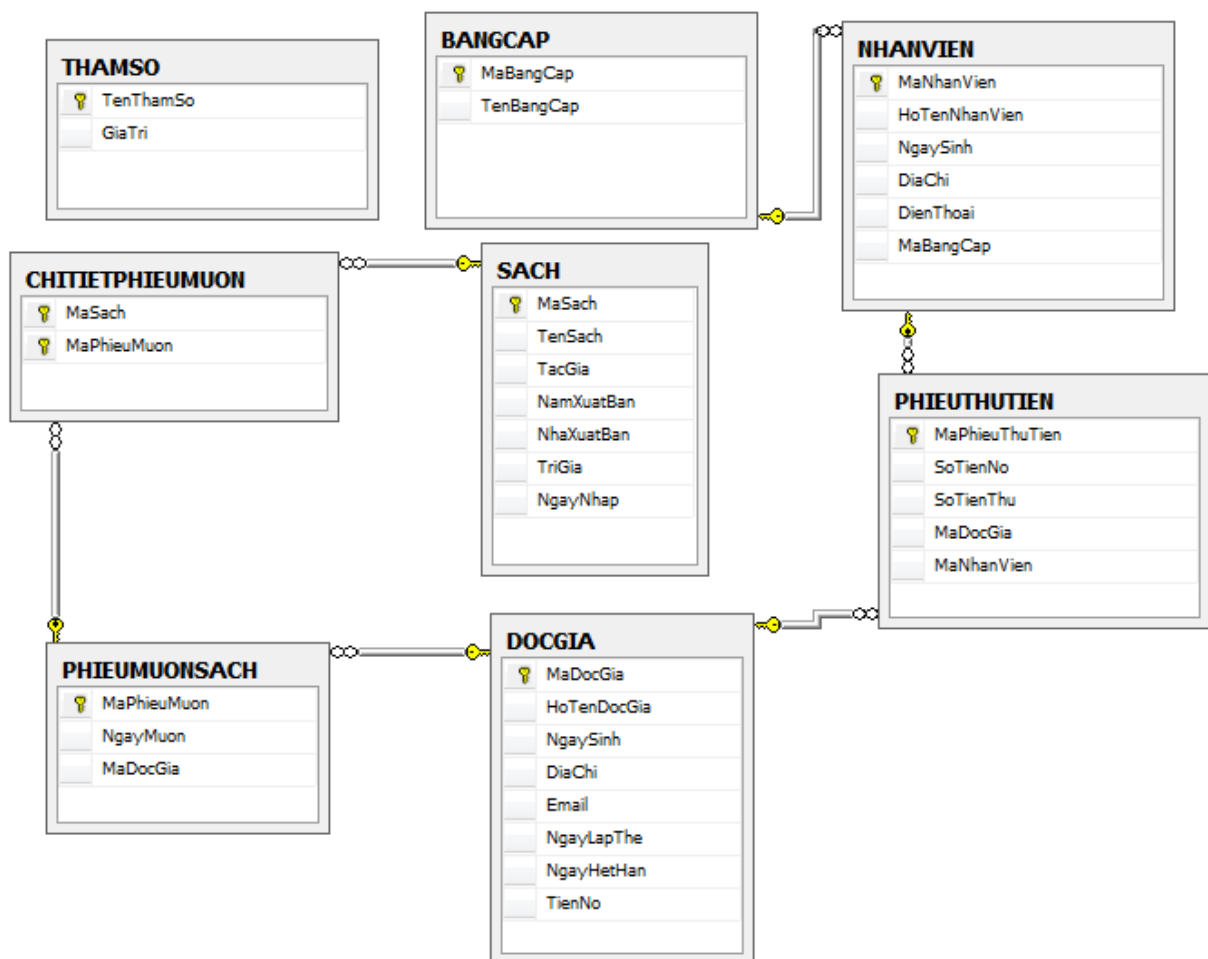 THAMSO
TenThamSo
GiaTri
BANGCAP
MaBangCap
TenBangCap
NHANVIEN
MaNhanVien
HoTenNhanVien
NgaySinh
DiaChi
DienThoai
MaBangCap
CHITIETPHIEUMUON
MaSach
MaPhieuMuon
SACH
MaSach
TenSach
TacGia
NamXuatBan
NhaXuatBan
TriGia
NgayNhap
PHIEUTHUTIEN
MaPhieuThuTien
SoTienNo
SoTienThu
MaDocGia
MaNhanVien
PHIEUMUONSACH
MaPhieuMuon
NgayMuon
MaDocGia
DOCGIA
MaDocGia
HoTenDocGia
NgaySinh
DiaChi
Email
NgayLapThe
NgayHetHan
TienNo